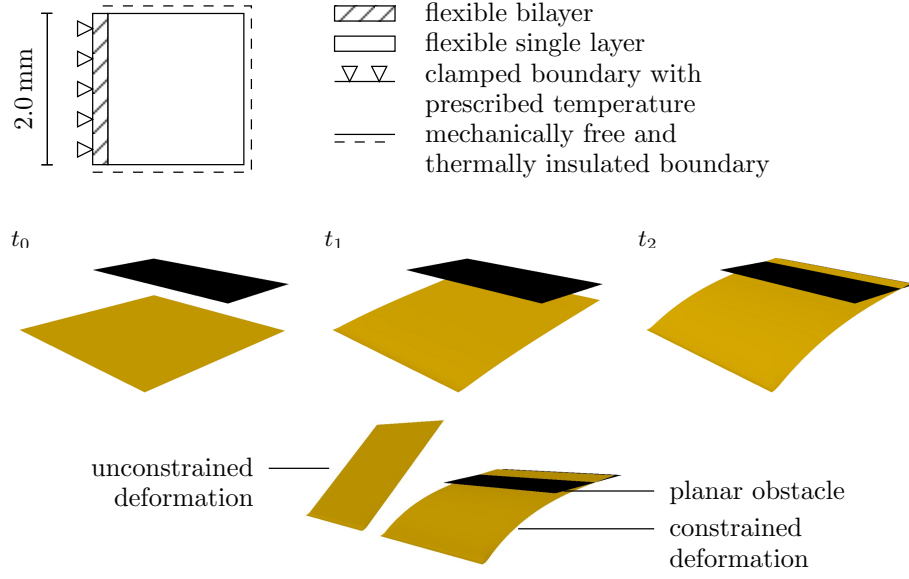 2.0 mm
flexible bilayer
flexible single layer
clamped boundary with
prescribed temperature
mechanically free and
thermally insulated boundary
t0
t1
t2
unconstrained
deformation
planar obstacle
constrained
deformation